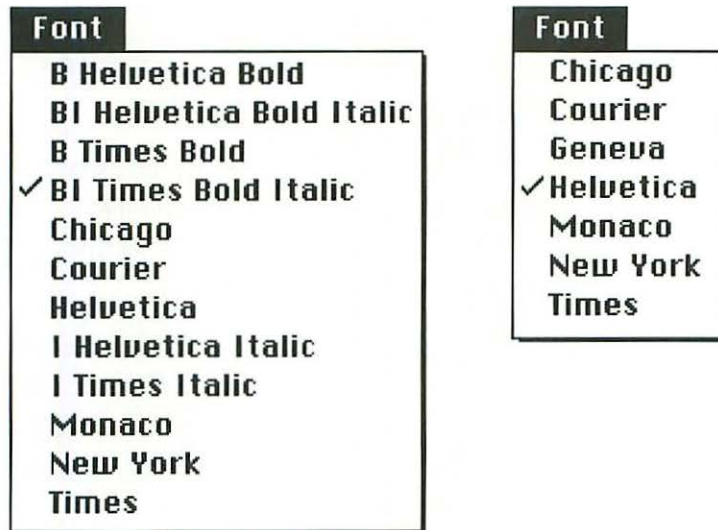 Font
B Helvetica Bold
BI Helvetica Bold Italic
B Times Bold
✓BI Times Bold Italic
Chicago
Courier
Helvetica
I Helvetica Italic
I Times Italic
Monaco
New York
Times
Font
Chicago
Courier
Geneva
✓Helvetica
Monaco
New York
Times